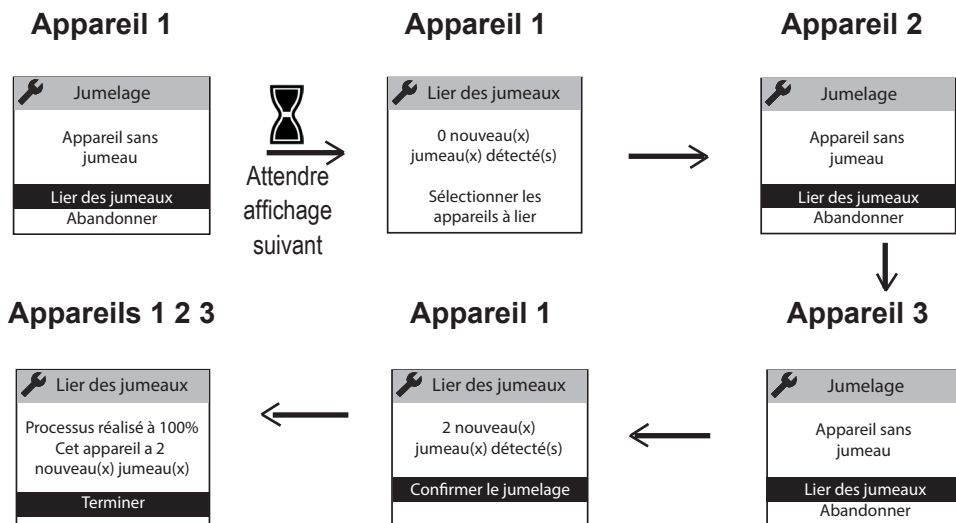 Appareil 1
Jumelage
Appareil sans
jumeau
Lier des jumeaux
Abandonner
Attendre
affichage
suivant
Appareil 1
Lier des jumeaux
0 nouveau(x)
jumeau(x) détecté(s)
Sélectionner les
appareils à lier
Appareil 2
Jumelage
Appareil sans
jumeau
Lier des jumeaux
Abandonner
Appareil 3
Jumelage
Appareil sans
jumeau
Lier des jumeaux
Abandonner
Appareil 1
Lier des jumeaux
2 nouveau(x)
jumeau(x) détecté(s)
Confirmer le jumelage
Appareils 1 2 3
Lier des jumeaux
Processus réalisé à 100%
Cet appareil a 2
nouveau(x) jumeau(x)
Terminer